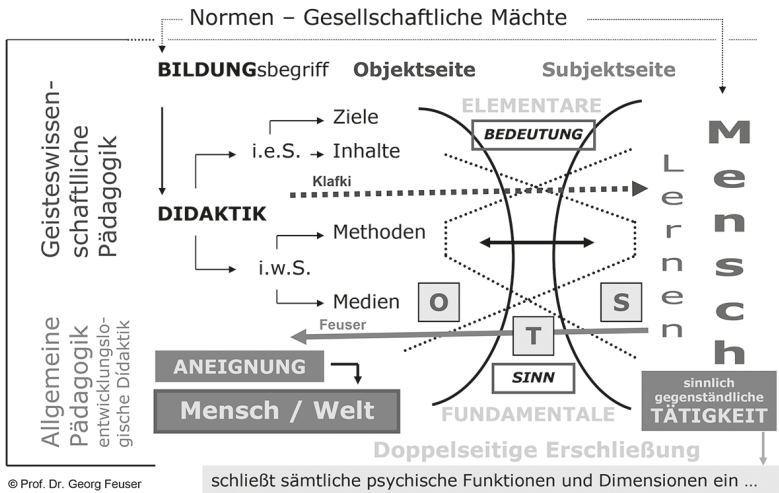 Normen – Gesellschaftliche Mächte
BILDUNGsbegriff
Objektseite
Subjektseite
Geisteswissen-
schaftlliche
Pädagogik
ELEMENTARE
BEDEUTUNG
Ziele
i.e.S.
Inhalte
Klafki
DIDAKTIK
Methoden
i.w.S.
Medien
Lernen
Mensch
O
S
T
Feuser
Allgemeine
Pädagogik
entwicklungslo-
gische Dídaktik
ANEIGNUNG
Mensch / Welt
SINN
FUNDAMENTALE
sinnlich
gegenständliche
TÄTIGKEIT
Doppelseitige Erschließung
schließt sämtliche psychische Funktionen und Dimensionen ein ...
© Prof. Dr. Georg Feuser